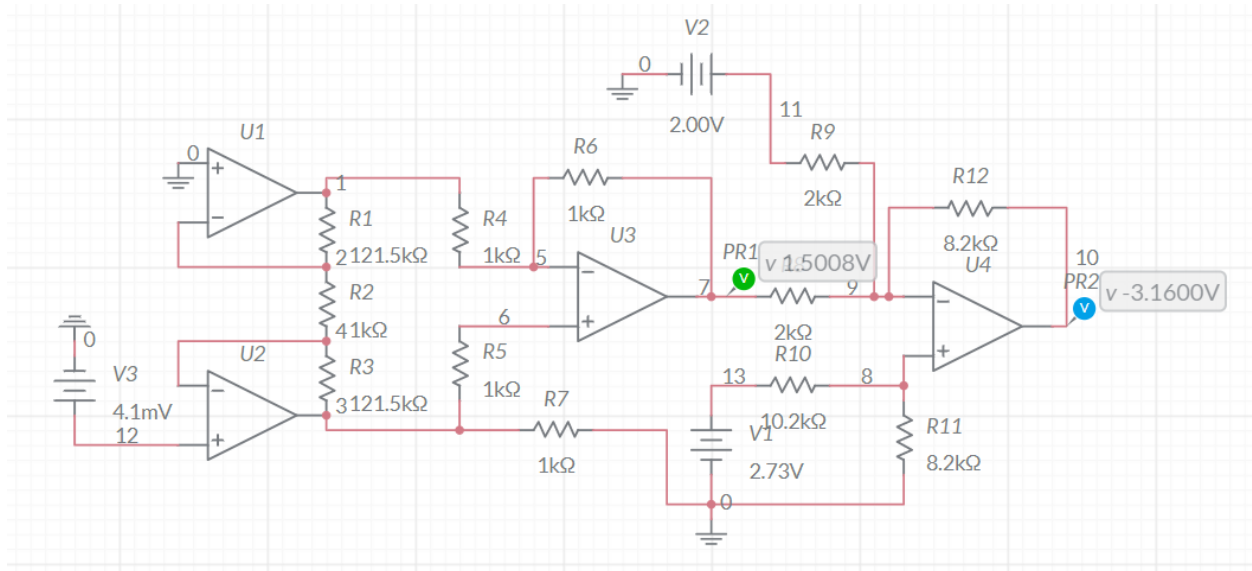 V2
0
2.00V
11
U1
0
+
−
1
R9
2kΩ
R6
1kΩ
R12
8.2kΩ
R1
2 121.5kΩ
R4
1kΩ
5
U3
−
+
7
PR1
V
v 1.5008V
9
2kΩ
U4
−
+
10
PR2
V
v -3.1600V
R2
4 1kΩ
6
R5
1kΩ
0
V3
4.1mV
12
U2
−
+
R3
3 121.5kΩ
R7
1kΩ
13
R10
8
10.2kΩ
V1
2.73V
R11
8.2kΩ
0